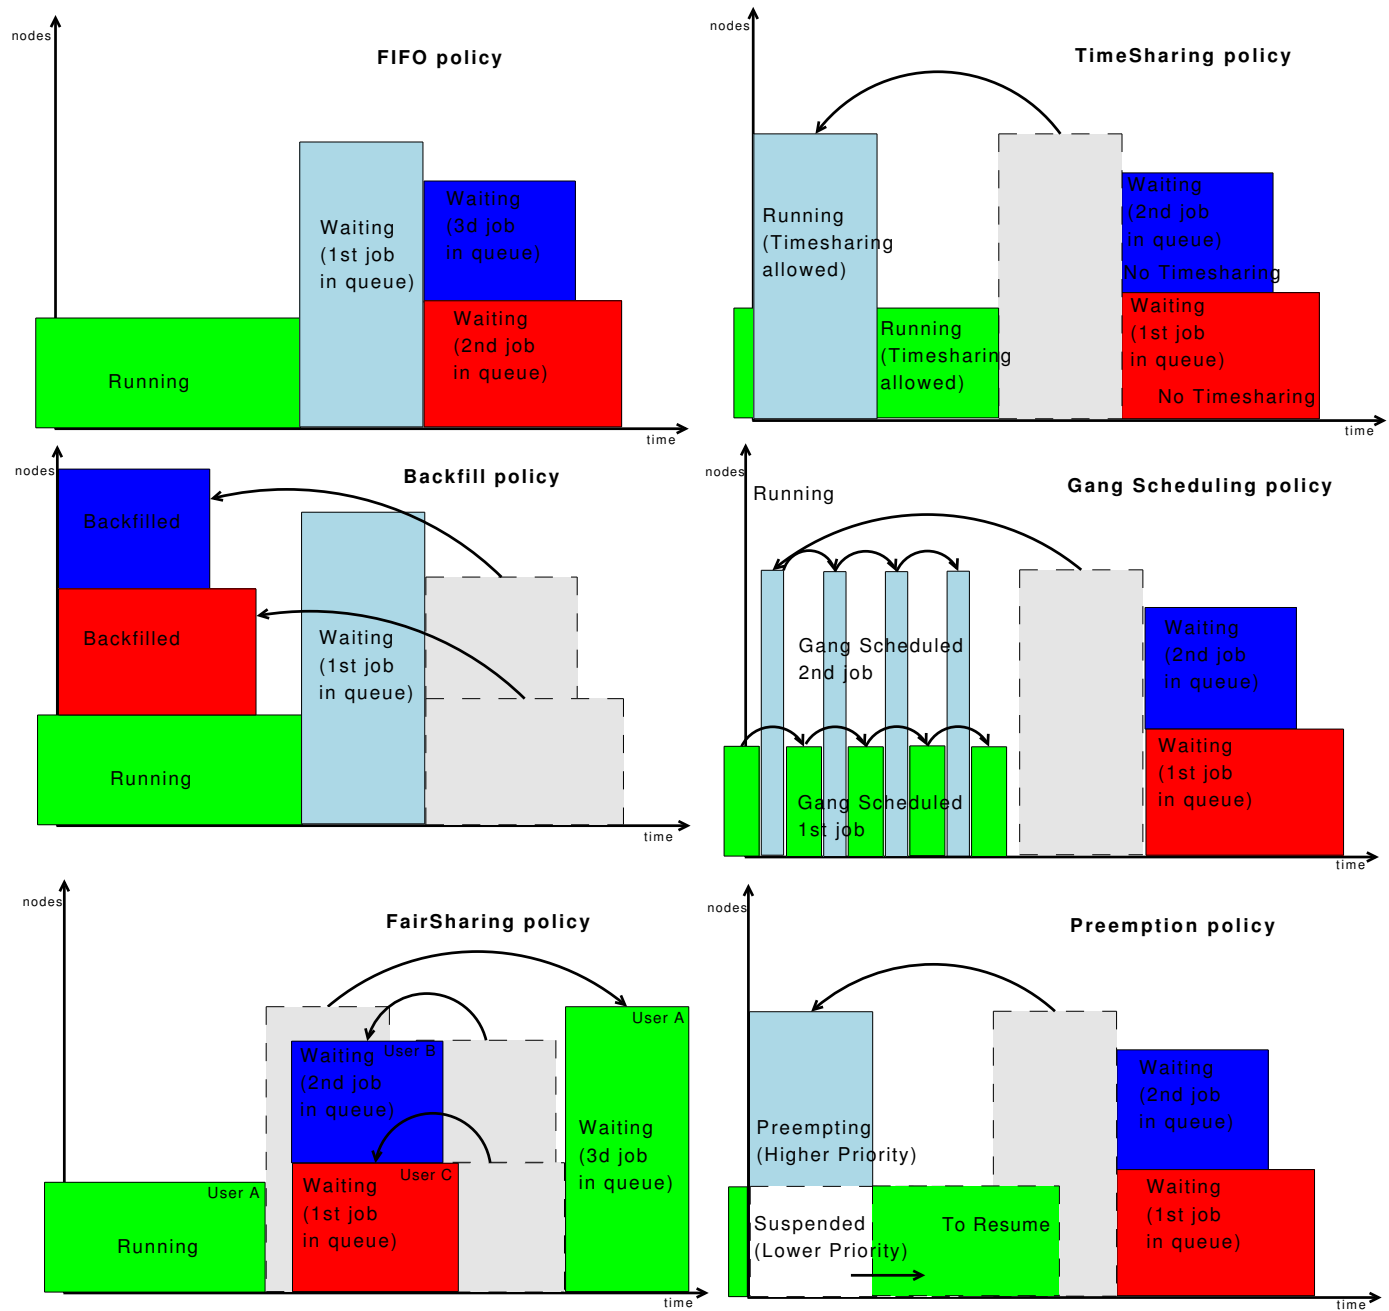 nodes
FIFO policy
Waiting
(1st job
in queue)
Waiting
(3d job
in queue)
Waiting
(2nd job
in queue)
Running
time
nodes
TimeSharing policy
Running
(Timesharing
allowed)
Running
(Timesharing
allowed)
Waiting
(2nd job
in queue)
No Timesharing
Waiting
(1st job
in queue)
No Timesharing
time
nodes
Backfill policy
Backfilled
Backfilled
Waiting
(1st job
in queue)
Running
time
nodes
Gang Scheduling policy
Running
Gang Scheduled
2nd job
Gang Scheduled
1st job
Waiting
(2nd job
in queue)
Waiting
(1st job
in queue)
time
nodes
FairSharing policy
User A
Running
User B
Waiting
(2nd job
in queue)
User C
Waiting
(1st job
in queue)
User A
Waiting
(3d job
in queue)
time
nodes
Preemption policy
Preempting
(Higher Priority)
Suspended
(Lower Priority)
To Resume
Waiting
(2nd job
in queue)
Waiting
(1st job
in queue)
time